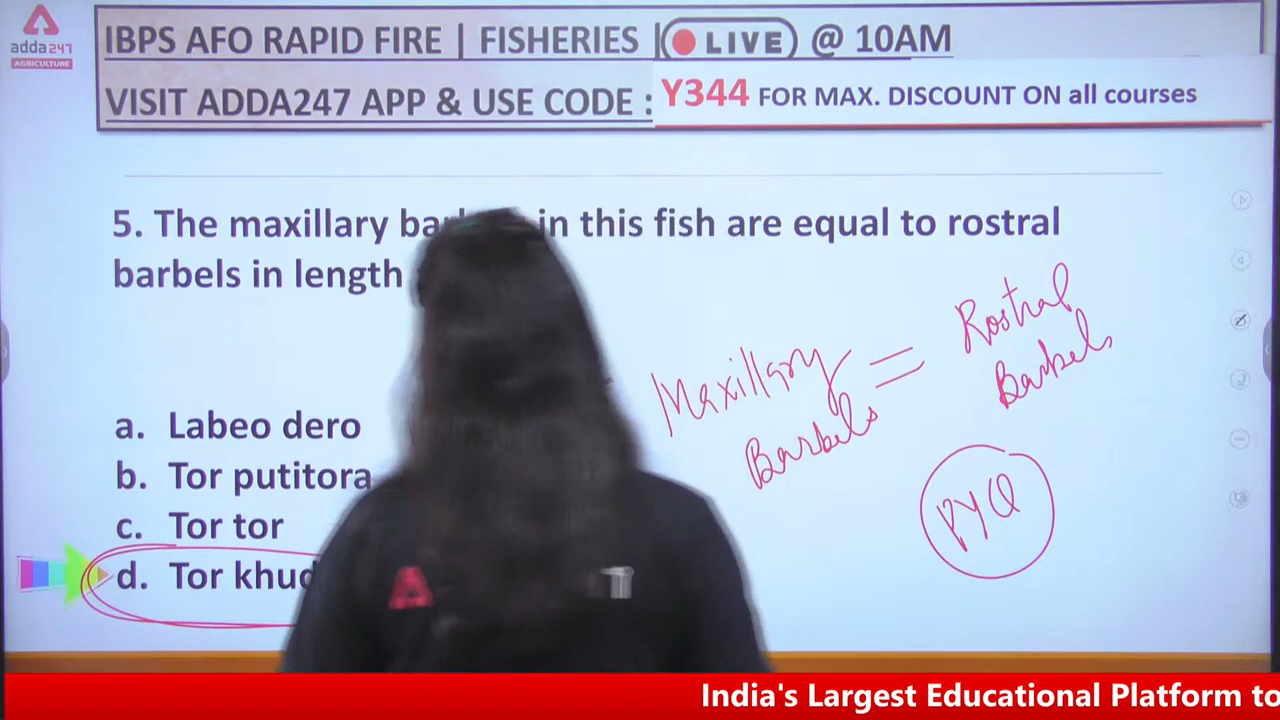 adda247
AGRICULTURE
IBPS AFO RAPID FIRE | FISHERIES | LIVE @ 10AM
VISIT ADDA247 APP & USE CODE : Y344 FOR MAX. DISCOUNT ON all courses
5. The maxillary in this fish are equal to rostral
barbels in length
Maxillary Barbels = Rostral Barbels
a. Labeo dero
b. Tor putitora
c. Tor tor
d. Tor
PYQ
India's Largest Educational Platform to